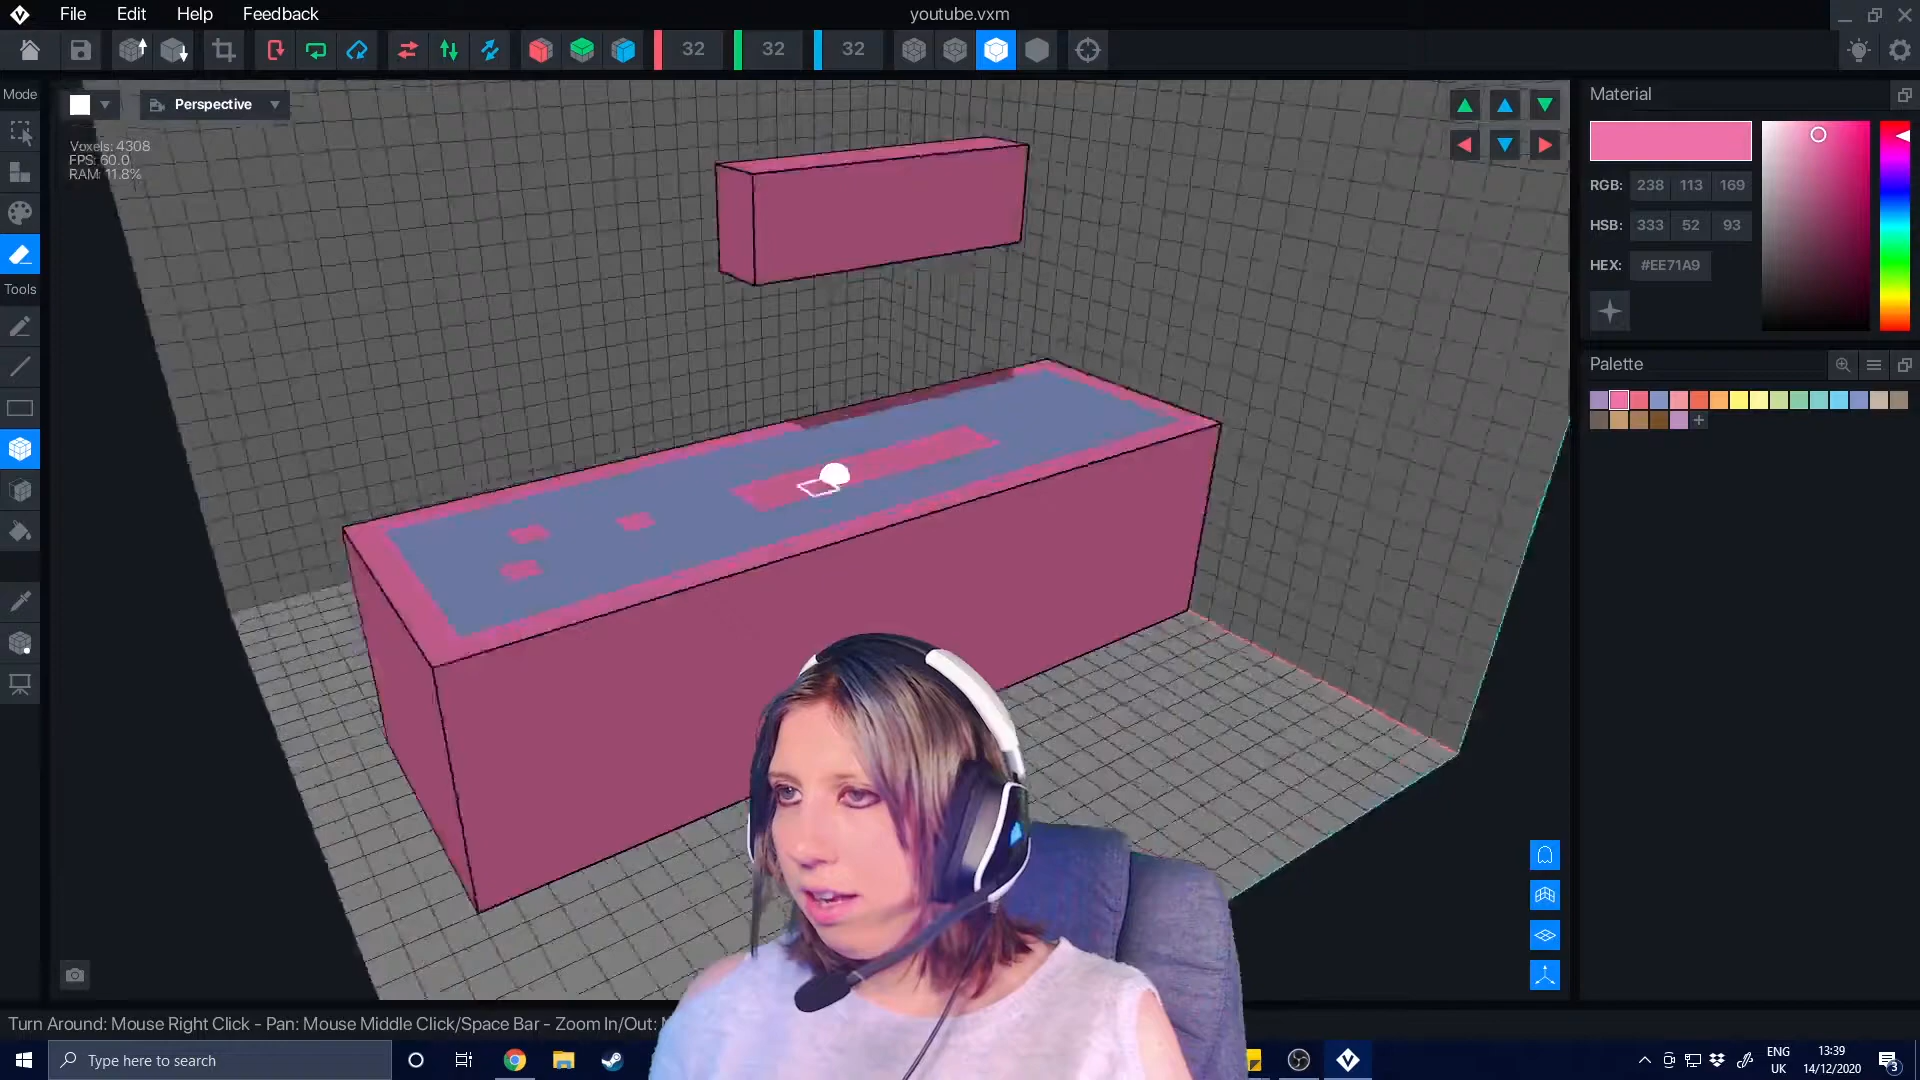 File Edit Help Feedback
youtube.vxm
32 32 32
Mode
Perspective
Voxels: 4308
FPS: 60.0
RAM: 11.8%
Tools
Material
RGB: 238 113 169
HSB: 333 52 93
HEX: #EE71A9
Palette
Turn Around: Mouse Right Click - Pan: Mouse Middle Click/Space Bar - Zoom In/Out:
Type here to search
ENG
UK
13:39
14/12/2020
3